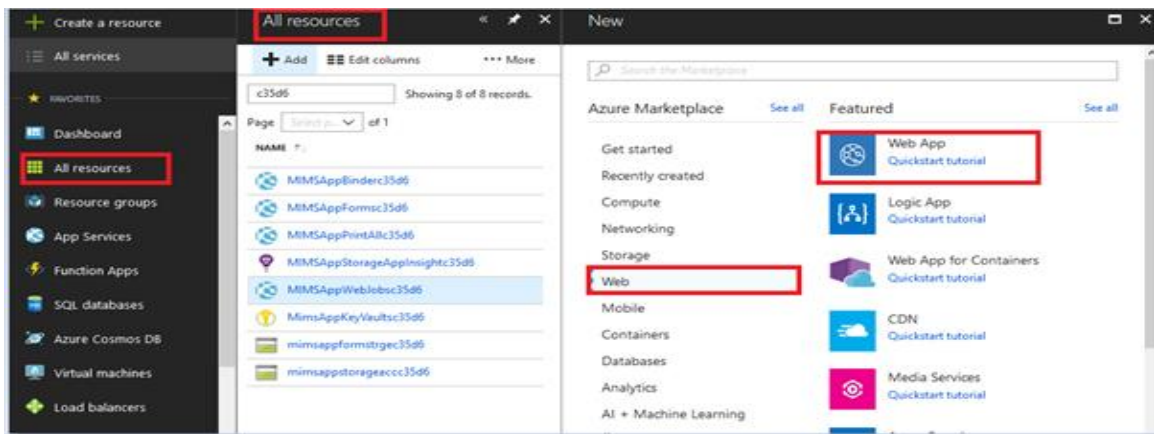 Create a resource
All services
FAVORITES
Dashboard
All resources
Resource groups
App Services
Function Apps
SQL databases
Azure Cosmos DB
Virtual machines
Load balancers
All resources
Add Edit columns ••• More
c35d6 Showing 8 of 8 records.
Page of 1
NAME
MIMSAppBinderc35d6
MIMSAppFormsc35d6
MIMSAppPrintAllc35d6
MIMSAppStorageAppInsightc35d6
MIMSAppWebJobsc35d6
MimsAppKeyVaultsc35d6
mimsappformstrgec35d6
mimsappstorageaccc35d6
New
Search the Marketplace
Azure Marketplace See all
Get started
Recently created
Compute
Networking
Storage
Web
Mobile
Containers
Databases
Analytics
AI + Machine Learning
Featured See all
Web App
Quickstart tutorial
Logic App
Quickstart tutorial
Web App for Containers
Quickstart tutorial
CDN
Quickstart tutorial
Media Services
Quickstart tutorial